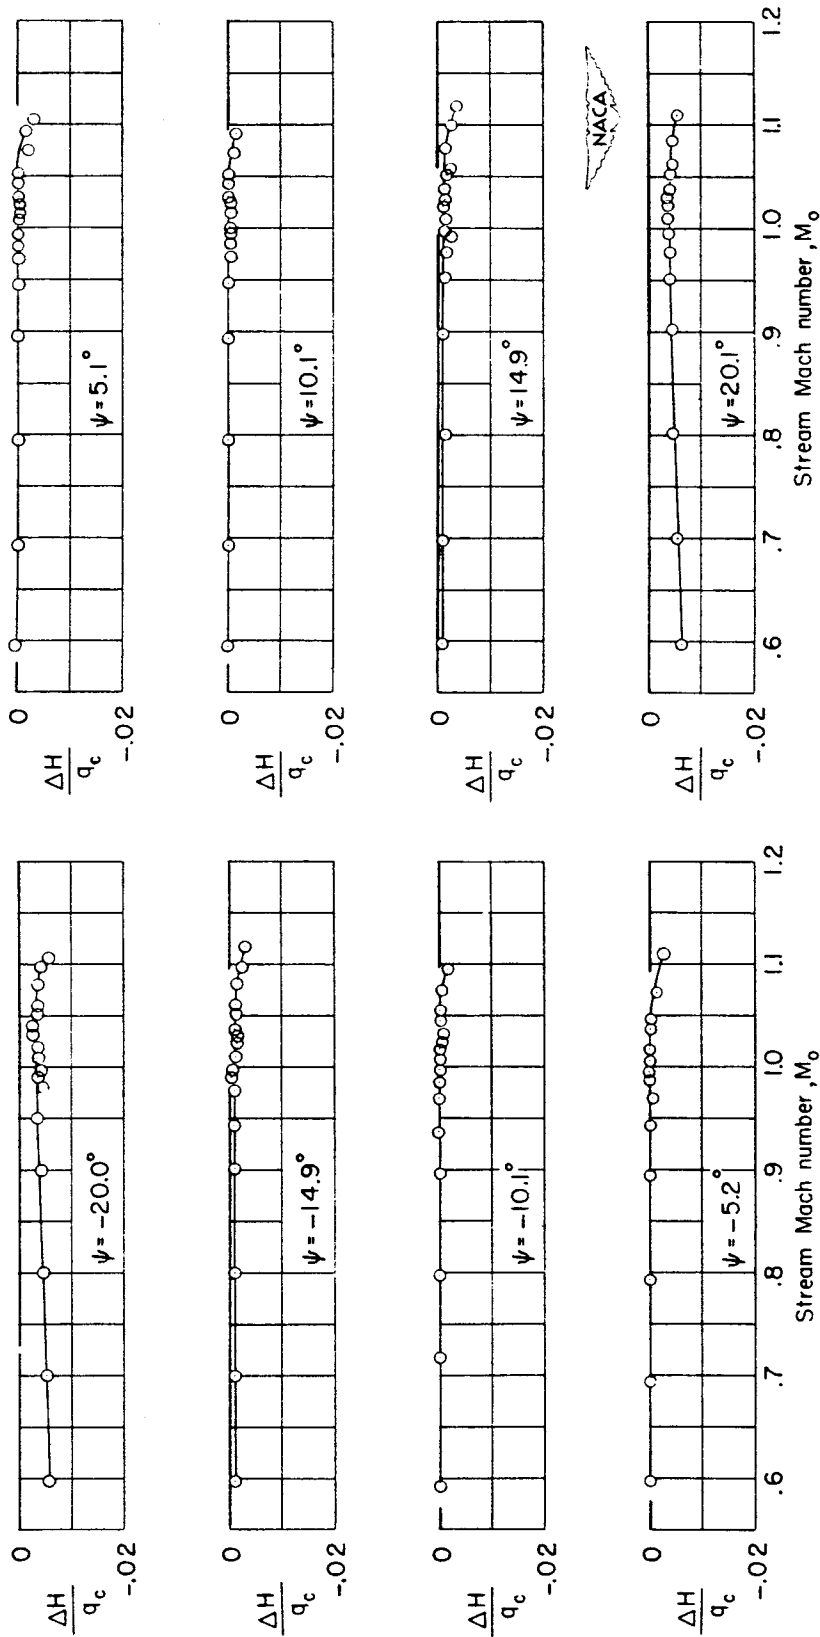 ΔH
q_c
0
-.02
ψ=-20.0°
ΔH
q_c
0
-.02
ψ=-14.9°
ΔH
q_c
0
-.02
ψ=-10.1°
ΔH
q_c
0
-.02
ψ=-5.2°
.6 .7 .8 .9 1.0 1.1 1.2
Stream Mach number, M₀
ΔH
q_c
0
-.02
ψ=5.1°
ΔH
q_c
0
-.02
ψ=10.1°
ΔH
q_c
0
-.02
ψ=14.9°
NACA
ΔH
q_c
0
-.02
ψ=20.1°
.6 .7 .8 .9 1.0 1.1 1.2
Stream Mach number, M₀